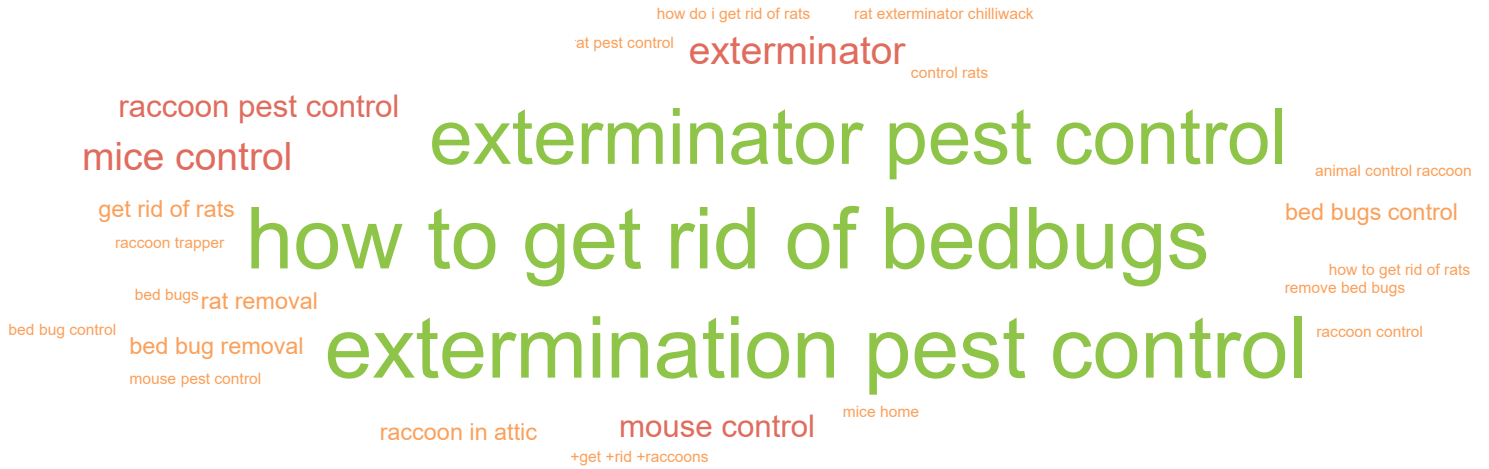 how do i get rid of rats
rat exterminator chilliwack
at pest control
exterminator
control rats
raccoon pest control
exterminator pest control
mice control
animal control raccoon
get rid of rats
how to get rid of bedbugs
bed bugs control
raccoon trapper
how to get rid of rats
bed bugs
rat removal
remove bed bugs
bed bug control
bed bug removal
extermination pest control
raccoon control
mouse pest control
raccoon in attic
mouse control
mice home
+get +rid +raccoons